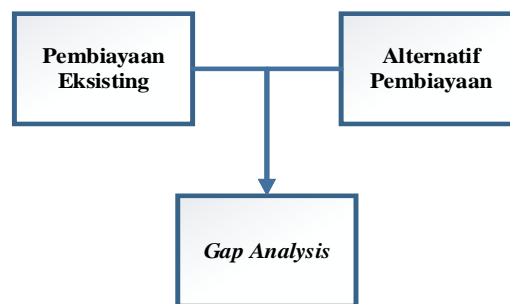 Pembiayaan
Eksisting
Alternatif
Pembiayaan
Gap Analysis